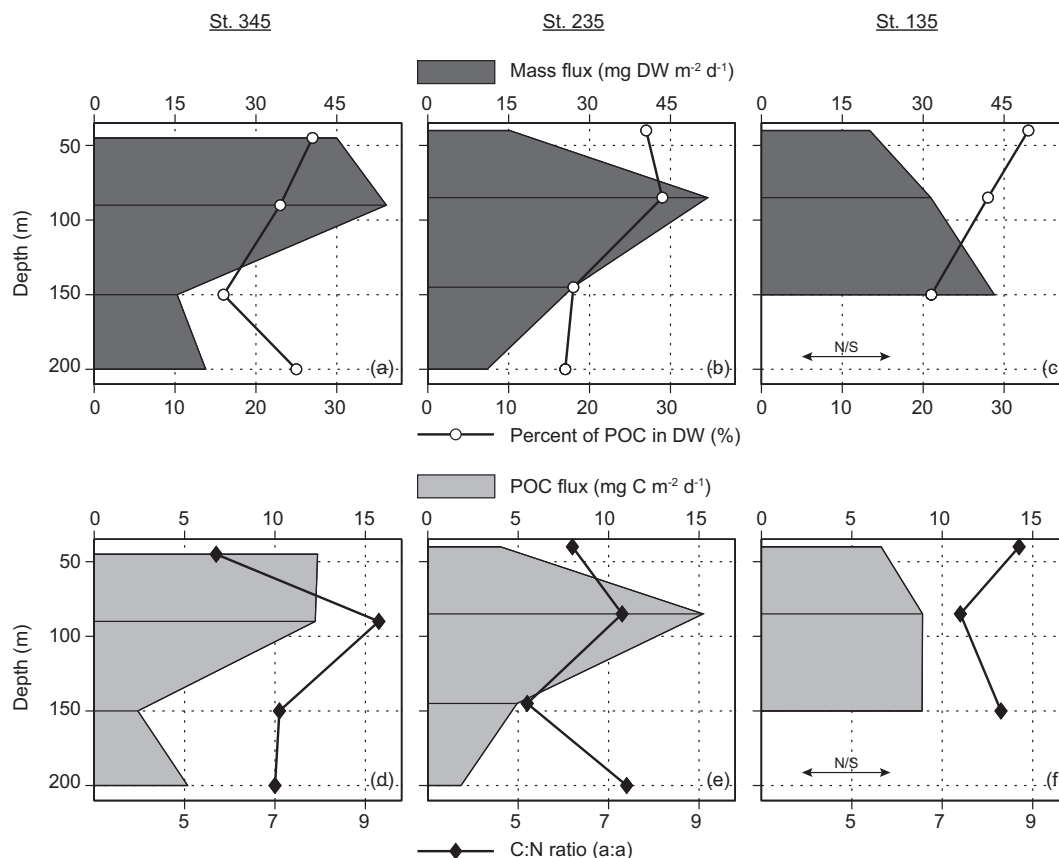 St. 345 St. 235 St. 135
Mass flux (mg DW m-2 d-1)
0 15 30 45 0 15 30 45 0 15 30 45
Depth (m)
50
100
150
200
(a) (b) N/S (c)
0 10 20 30 0 10 20 30 0 10 20 30
Percent of POC in DW (%)
POC flux (mg C m-2 d-1)
0 5 10 15 0 5 10 15 0 5 10 15
Depth (m)
50
100
150
200
(d) (e) N/S (f)
5 7 9 5 7 9 5 7 9
C:N ratio (a:a)